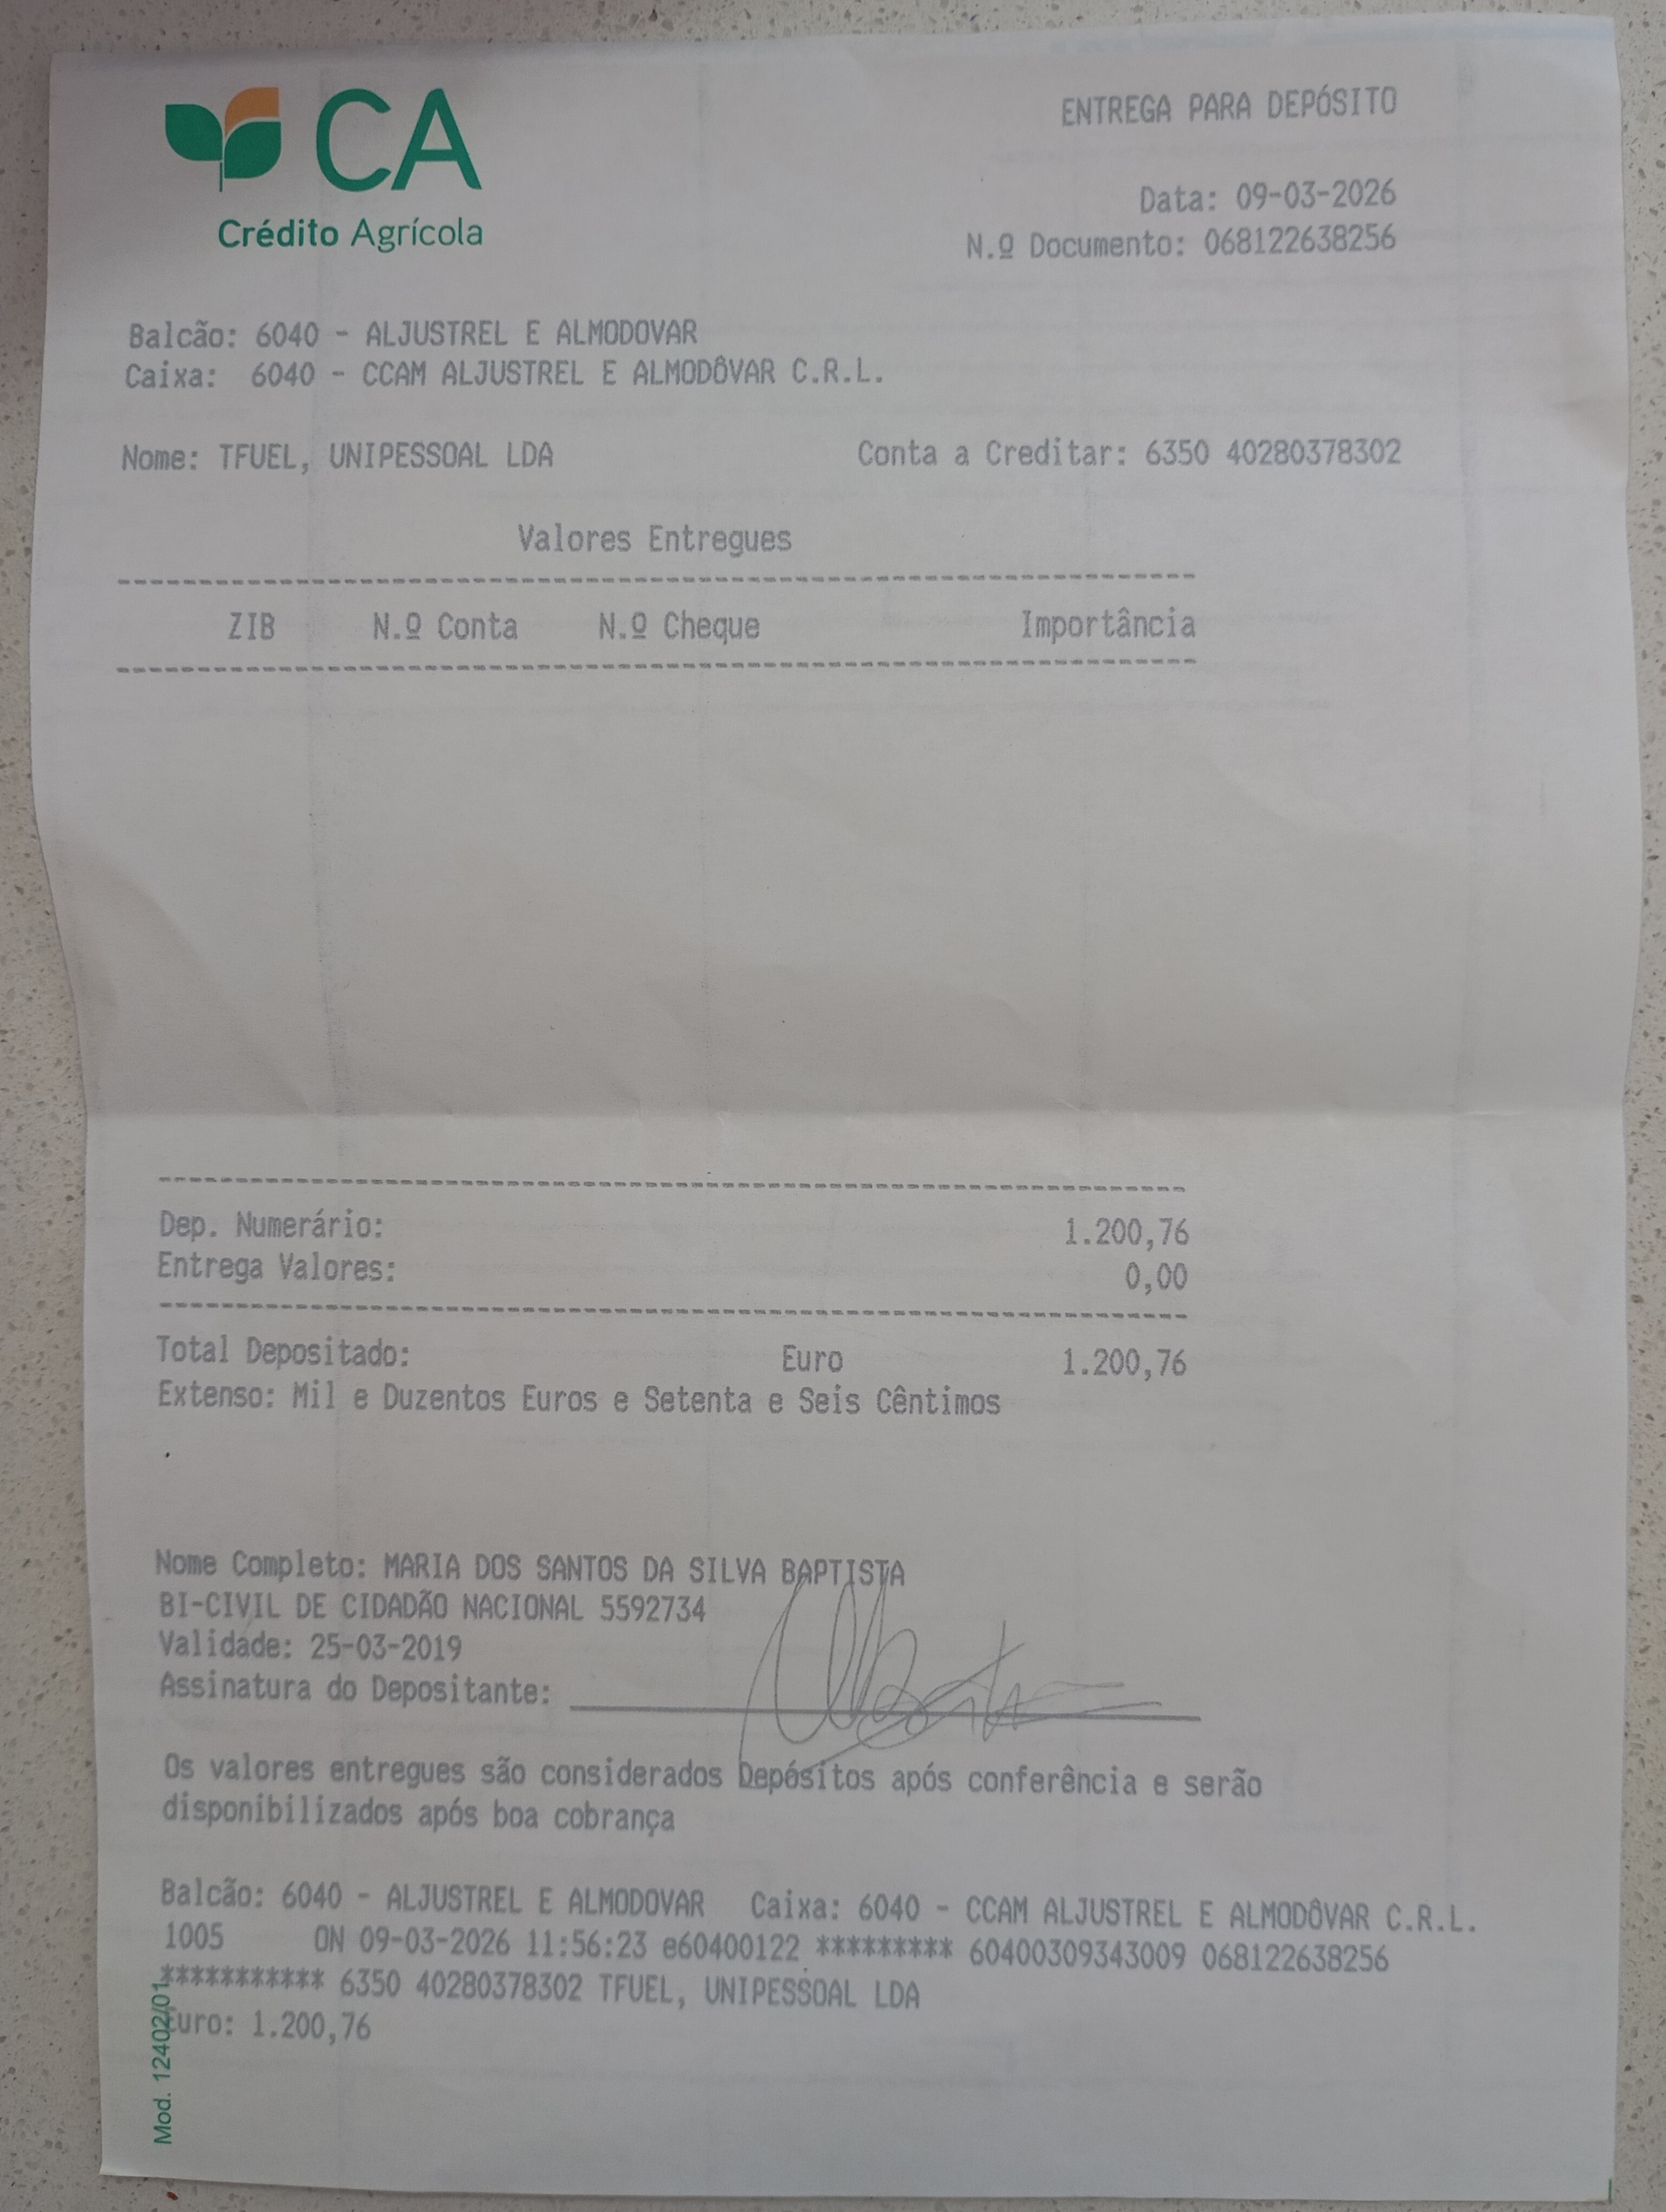 CA
Crédito Agrícola
ENTREGA PARA DEPÓSITO
Data: 09-03-2026
N.º Documento: 068122638256
Balcão: 6040 - ALJUSTREL E ALMODOVAR
Caixa: 6040 - CCAM ALJUSTREL E ALMODÔVAR C.R.L.
Nome: TFUEL, UNIPESSOAL LDA Conta a Creditar: 6350 40280378302
Valores Entregues
ZIB N.º Conta N.º Cheque Importância
Dep. Numerário: 1.200,76
Entrega Valores: 0,00
Total Depositado: Euro 1.200,76
Extenso: Mil e Duzentos Euros e Setenta e Seis Cêntimos
Nome Completo: MARIA DOS SANTOS DA SILVA BAPTISTA
BI-CIVIL DE CIDADÃO NACIONAL 5592734
Validade: 25-03-2019
Assinatura do Depositante:
Os valores entregues são considerados Depósitos após conferência e serão
disponibilizados após boa cobrança
Balcão: 6040 - ALJUSTREL E ALMODOVAR Caixa: 6040 - CCAM ALJUSTREL E ALMODÔVAR C.R.L.
1005 ON 09-03-2026 11:56:23 e60400122 ********* 60400309343009 068122638256
*********** 6350 40280378302 TFUEL, UNIPESSOAL LDA
Euro: 1.200,76
Mod. 12402/01